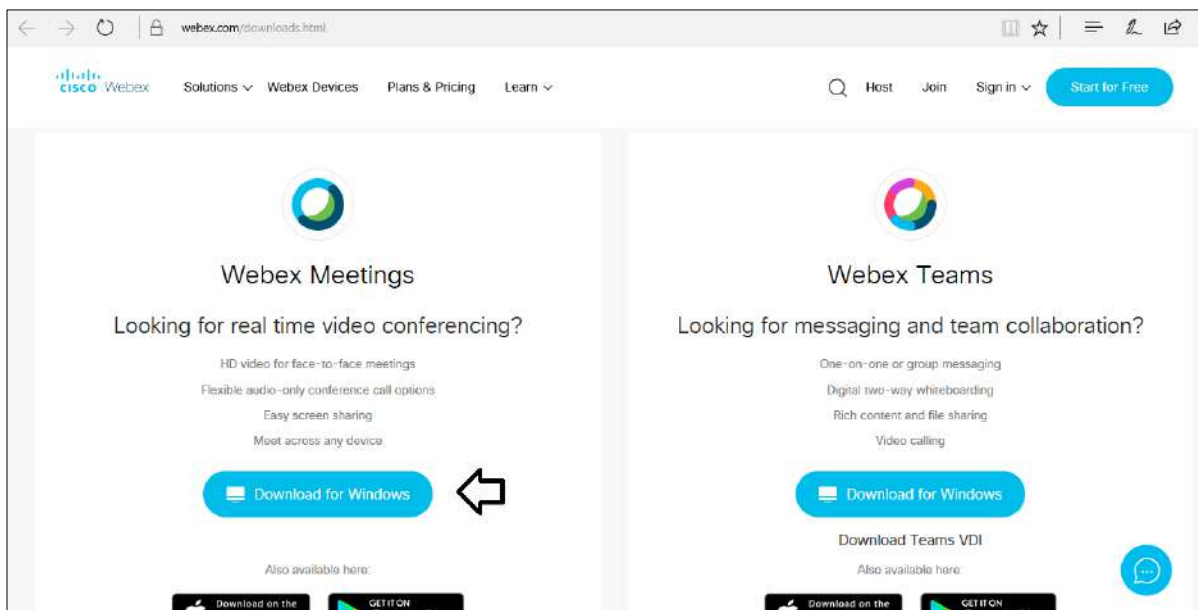 webex.com/downloads.html
CISCO Webex
Solutions Webex Devices Plans & Pricing Learn
Host Join Sign in Start for Free
Webex Meetings
Looking for real time video conferencing?
HD video for face-to-face meetings
Flexible audio-only conference call options
Easy screen sharing
Meet across any device
Download for Windows
Also available here:
Download on the
GET IT ON
Webex Teams
Looking for messaging and team collaboration?
One-on-one or group messaging
Digital two-way whiteboarding
Rich content and file sharing
Video calling
Download for Windows
Download Teams VDI
Also available here:
Download on the
GET IT ON